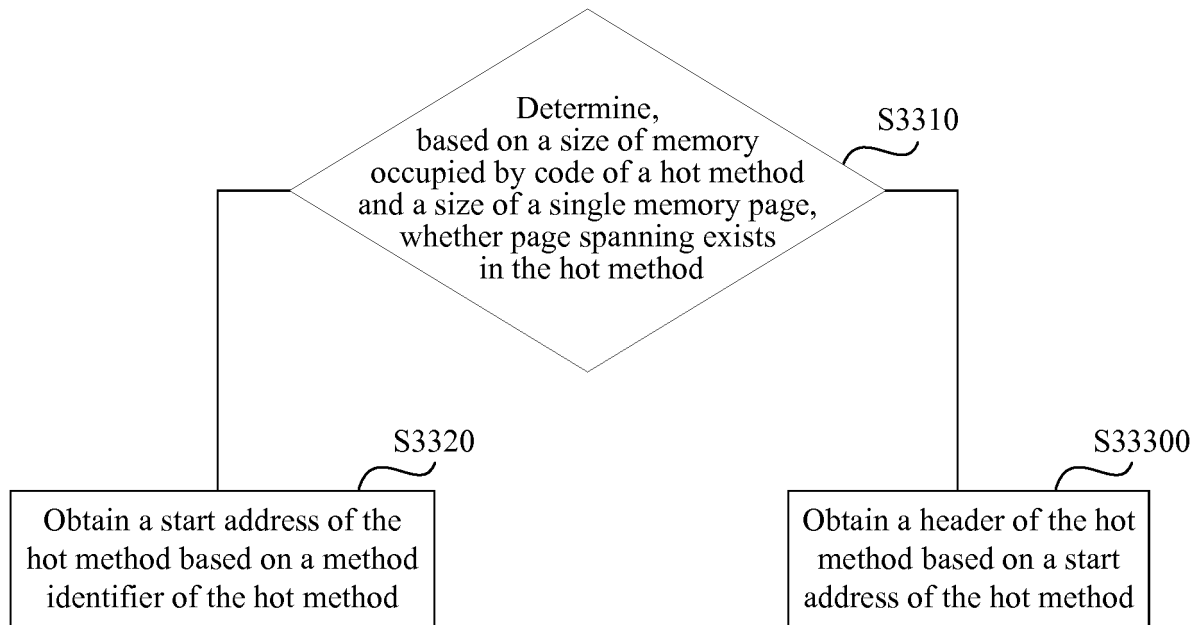 Determine,
based on a size of memory
occupied by code of a hot method
and a size of a single memory page,
whether page spanning exists
in the hot method
S3310
S3320
Obtain a start address of the
hot method based on a method
identifier of the hot method
S33300
Obtain a header of the hot
method based on a start
address of the hot method